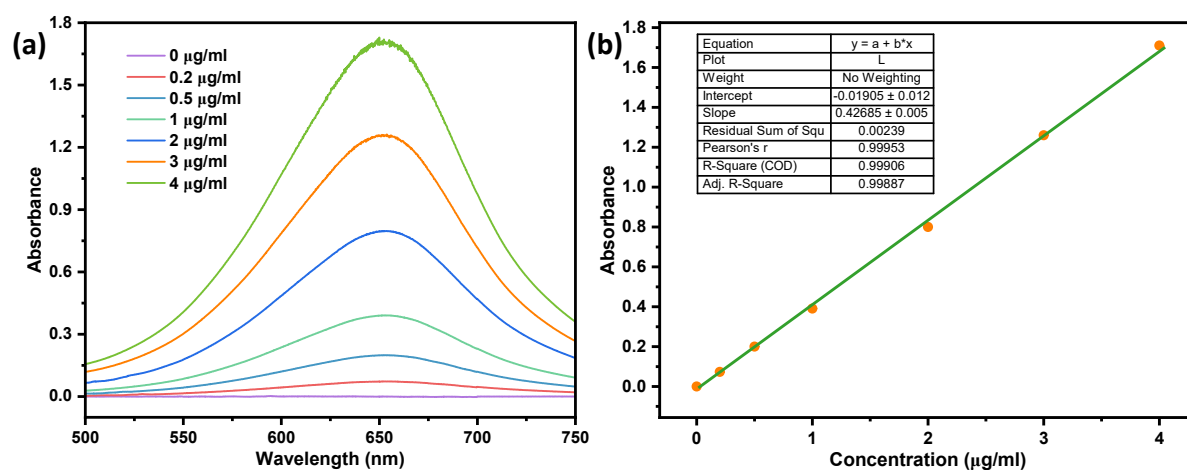 (a)
1.8
1.5
1.2
0.9
0.6
0.3
0.0
Absorbance
0 µg/ml
0.2 µg/ml
0.5 µg/ml
1 µg/ml
2 µg/ml
3 µg/ml
4 µg/ml
500 550 600 650 700 750
Wavelength (nm)
(b)
1.8
1.6
1.4
1.2
1.0
0.8
0.6
0.4
0.2
0.0
Absorbance
Equation y = a + b*x
Plot L
Weight No Weighting
Intercept -0.01905 ± 0.012
Slope 0.42685 ± 0.005
Residual Sum of Squ 0.00239
Pearson's r 0.99953
R-Square (COD) 0.99906
Adj. R-Square 0.99887
0 1 2 3 4
Concentration (µg/ml)